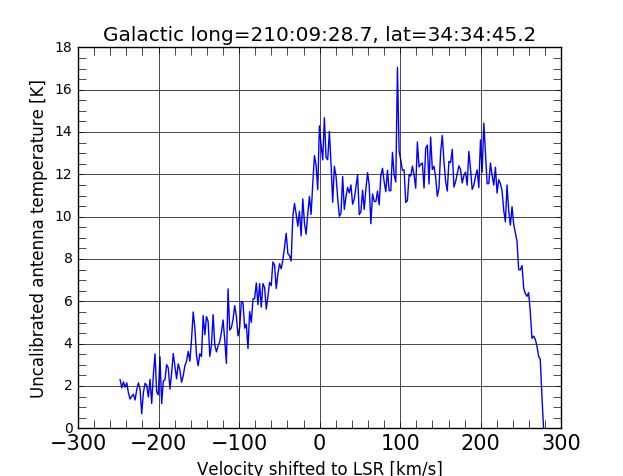 Galactic long=210:09:28.7, lat=34:34:45.2
Uncalibrated antenna temperature [K]
18
16
14
12
10
8
6
4
2
0
−300 −200 −100 0 100 200 300
Velocity shifted to LSR [km/s]